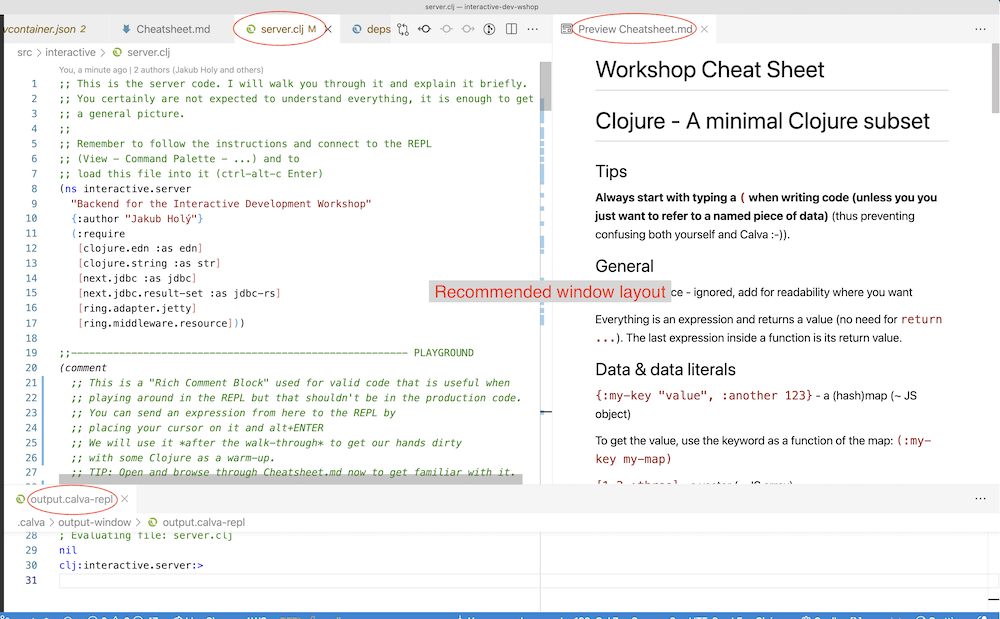 server.clj — interactive-dev-wshop
vcontainer.json 2
Cheatsheet.md
server.clj M
deps
Preview Cheatsheet.md
src > interactive > server.clj
You, a minute ago | 2 authors (Jakub Holy and others)
1 ;; This is the server code. I will walk you through it and explain it briefly.
2 ;; You certainly are not expected to understand everything, it is enough to get
3 ;; a general picture.
4 ;;
5 ;; Remember to follow the instructions and connect to the REPL
6 ;; (View - Command Palette - ...) and to
7 ;; load this file into it (ctrl-alt-c Enter)
8 (ns interactive.server
9 "Backend for the Interactive Development Workshop"
10 {:author "Jakub Holý"}
11 (:require
12 [clojure.edn :as edn]
13 [clojure.string :as str]
14 [next.jdbc :as jdbc]
15 [next.jdbc.result-set :as jdbc-rs]
16 [ring.adapter.jetty]
17 [ring.middleware.resource]))
18
19 ;;-------------------------------------------------------- PLAYGROUND
20 (comment
21 ;; This is a "Rich Comment Block" used for valid code that is useful when
22 ;; playing around in the REPL but that shouldn't be in the production code.
23 ;; You can send an expression from here to the REPL by
24 ;; placing your cursor on it and alt+ENTER
25 ;; We will use it *after the walk-through* to get our hands dirty
26 ;; with some Clojure as a warm-up.
27 ;; TIP: Open and browse through Cheatsheet.md now to get familiar with it.
Workshop Cheat Sheet
Clojure - A minimal Clojure subset
Tips
Always start with typing a ( when writing code (unless you you
just want to refer to a named piece of data) (thus preventing
confusing both yourself and Calva :-)).
General
Recommended window layout
ce - ignored, add for readability where you want
Everything is an expression and returns a value (no need for return
...). The last expression inside a function is its return value.
Data & data literals
{:my-key "value", :another 123} - a (hash)map (~ JS
object)
To get the value, use the keyword as a function of the map: (:my-
key my-map)
output.calva-repl
.calva > output-window > output.calva-repl
28 ; Evaluating file: server.clj
29 nil
30 clj:interactive.server:>
31